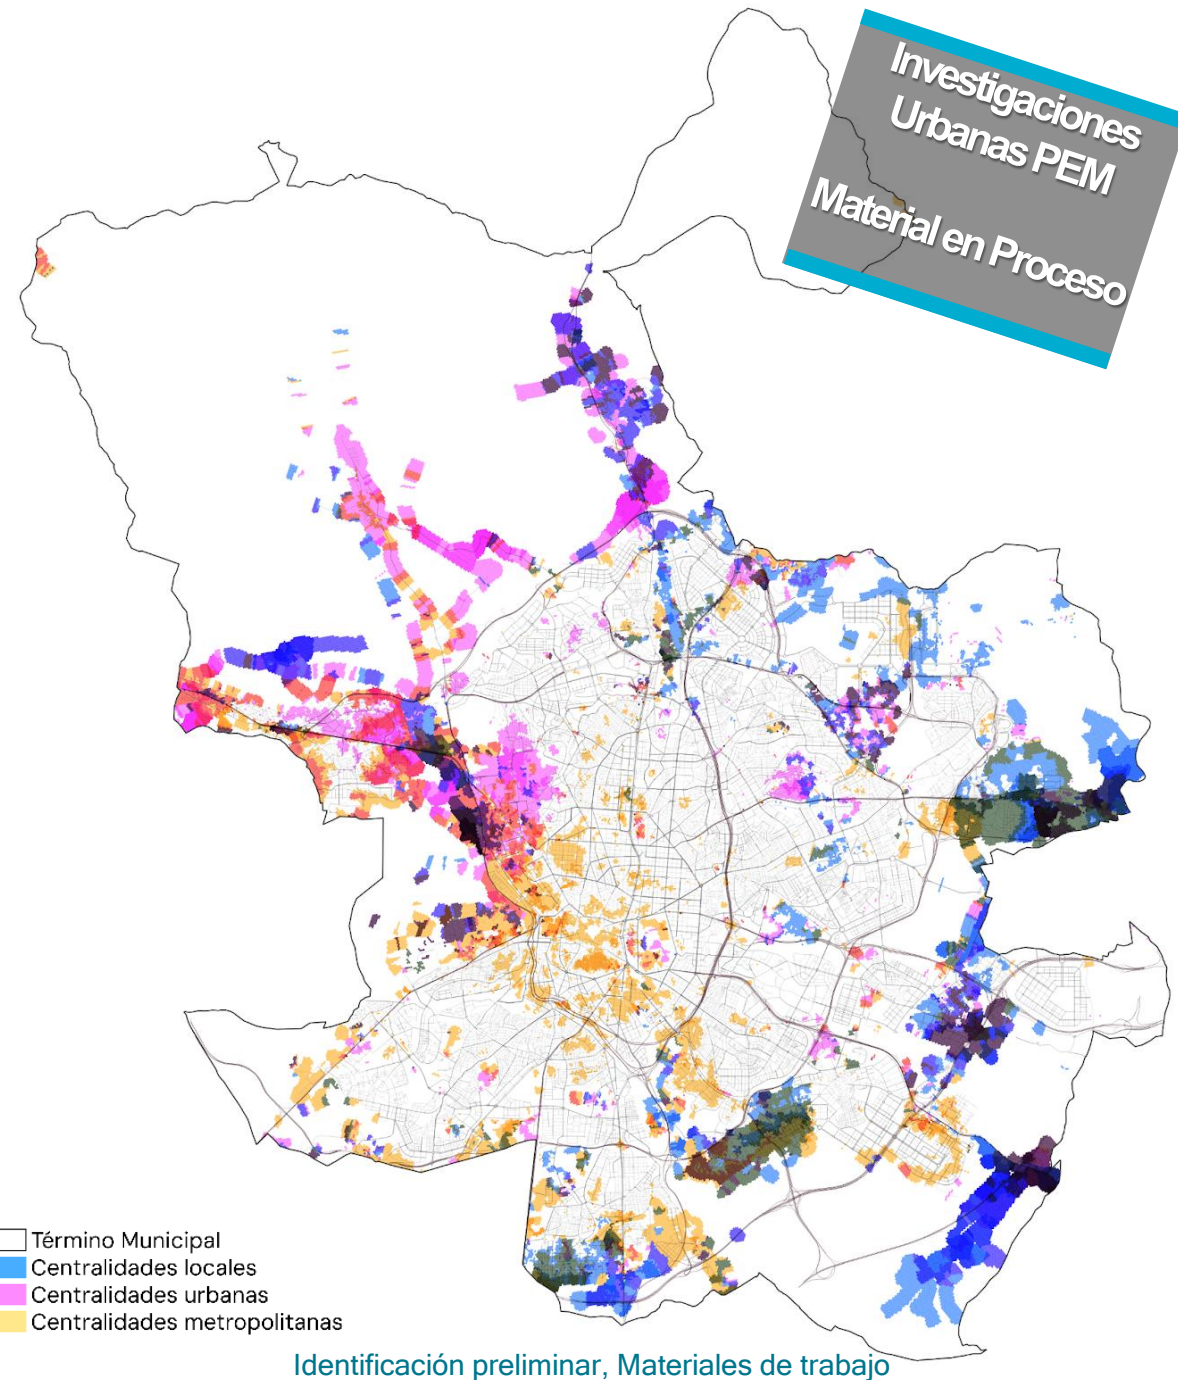 Investigaciones
Urbanas PEM
Material en Proceso
Término Municipal
Centralidades locales
Centralidades urbanas
Centralidades metropolitanas
Identificación preliminar, Materiales de trabajo